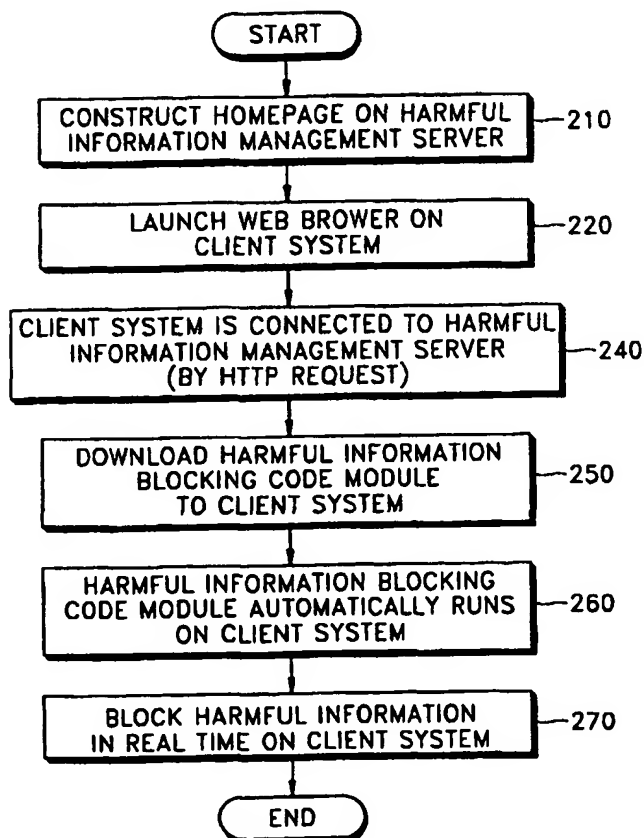 START
CONSTRUCT HOMEPAGE ON HARMFUL
INFORMATION MANAGEMENT SERVER
210
LAUNCH WEB BROWER ON
CLIENT SYSTEM
220
CLIENT SYSTEM IS CONNECTED TO HARMFUL
INFORMATION MANAGEMENT SERVER
(BY HTTP REQUEST)
240
DOWNLOAD HARMFUL INFORMATION
BLOCKING CODE MODULE
TO CLIENT SYSTEM
250
HARMFUL INFORMATION BLOCKING
CODE MODULE AUTOMATICALLY RUNS
ON CLIENT SYSTEM
260
BLOCK HARMFUL INFORMATION
IN REAL TIME ON CLIENT SYSTEM
270
END